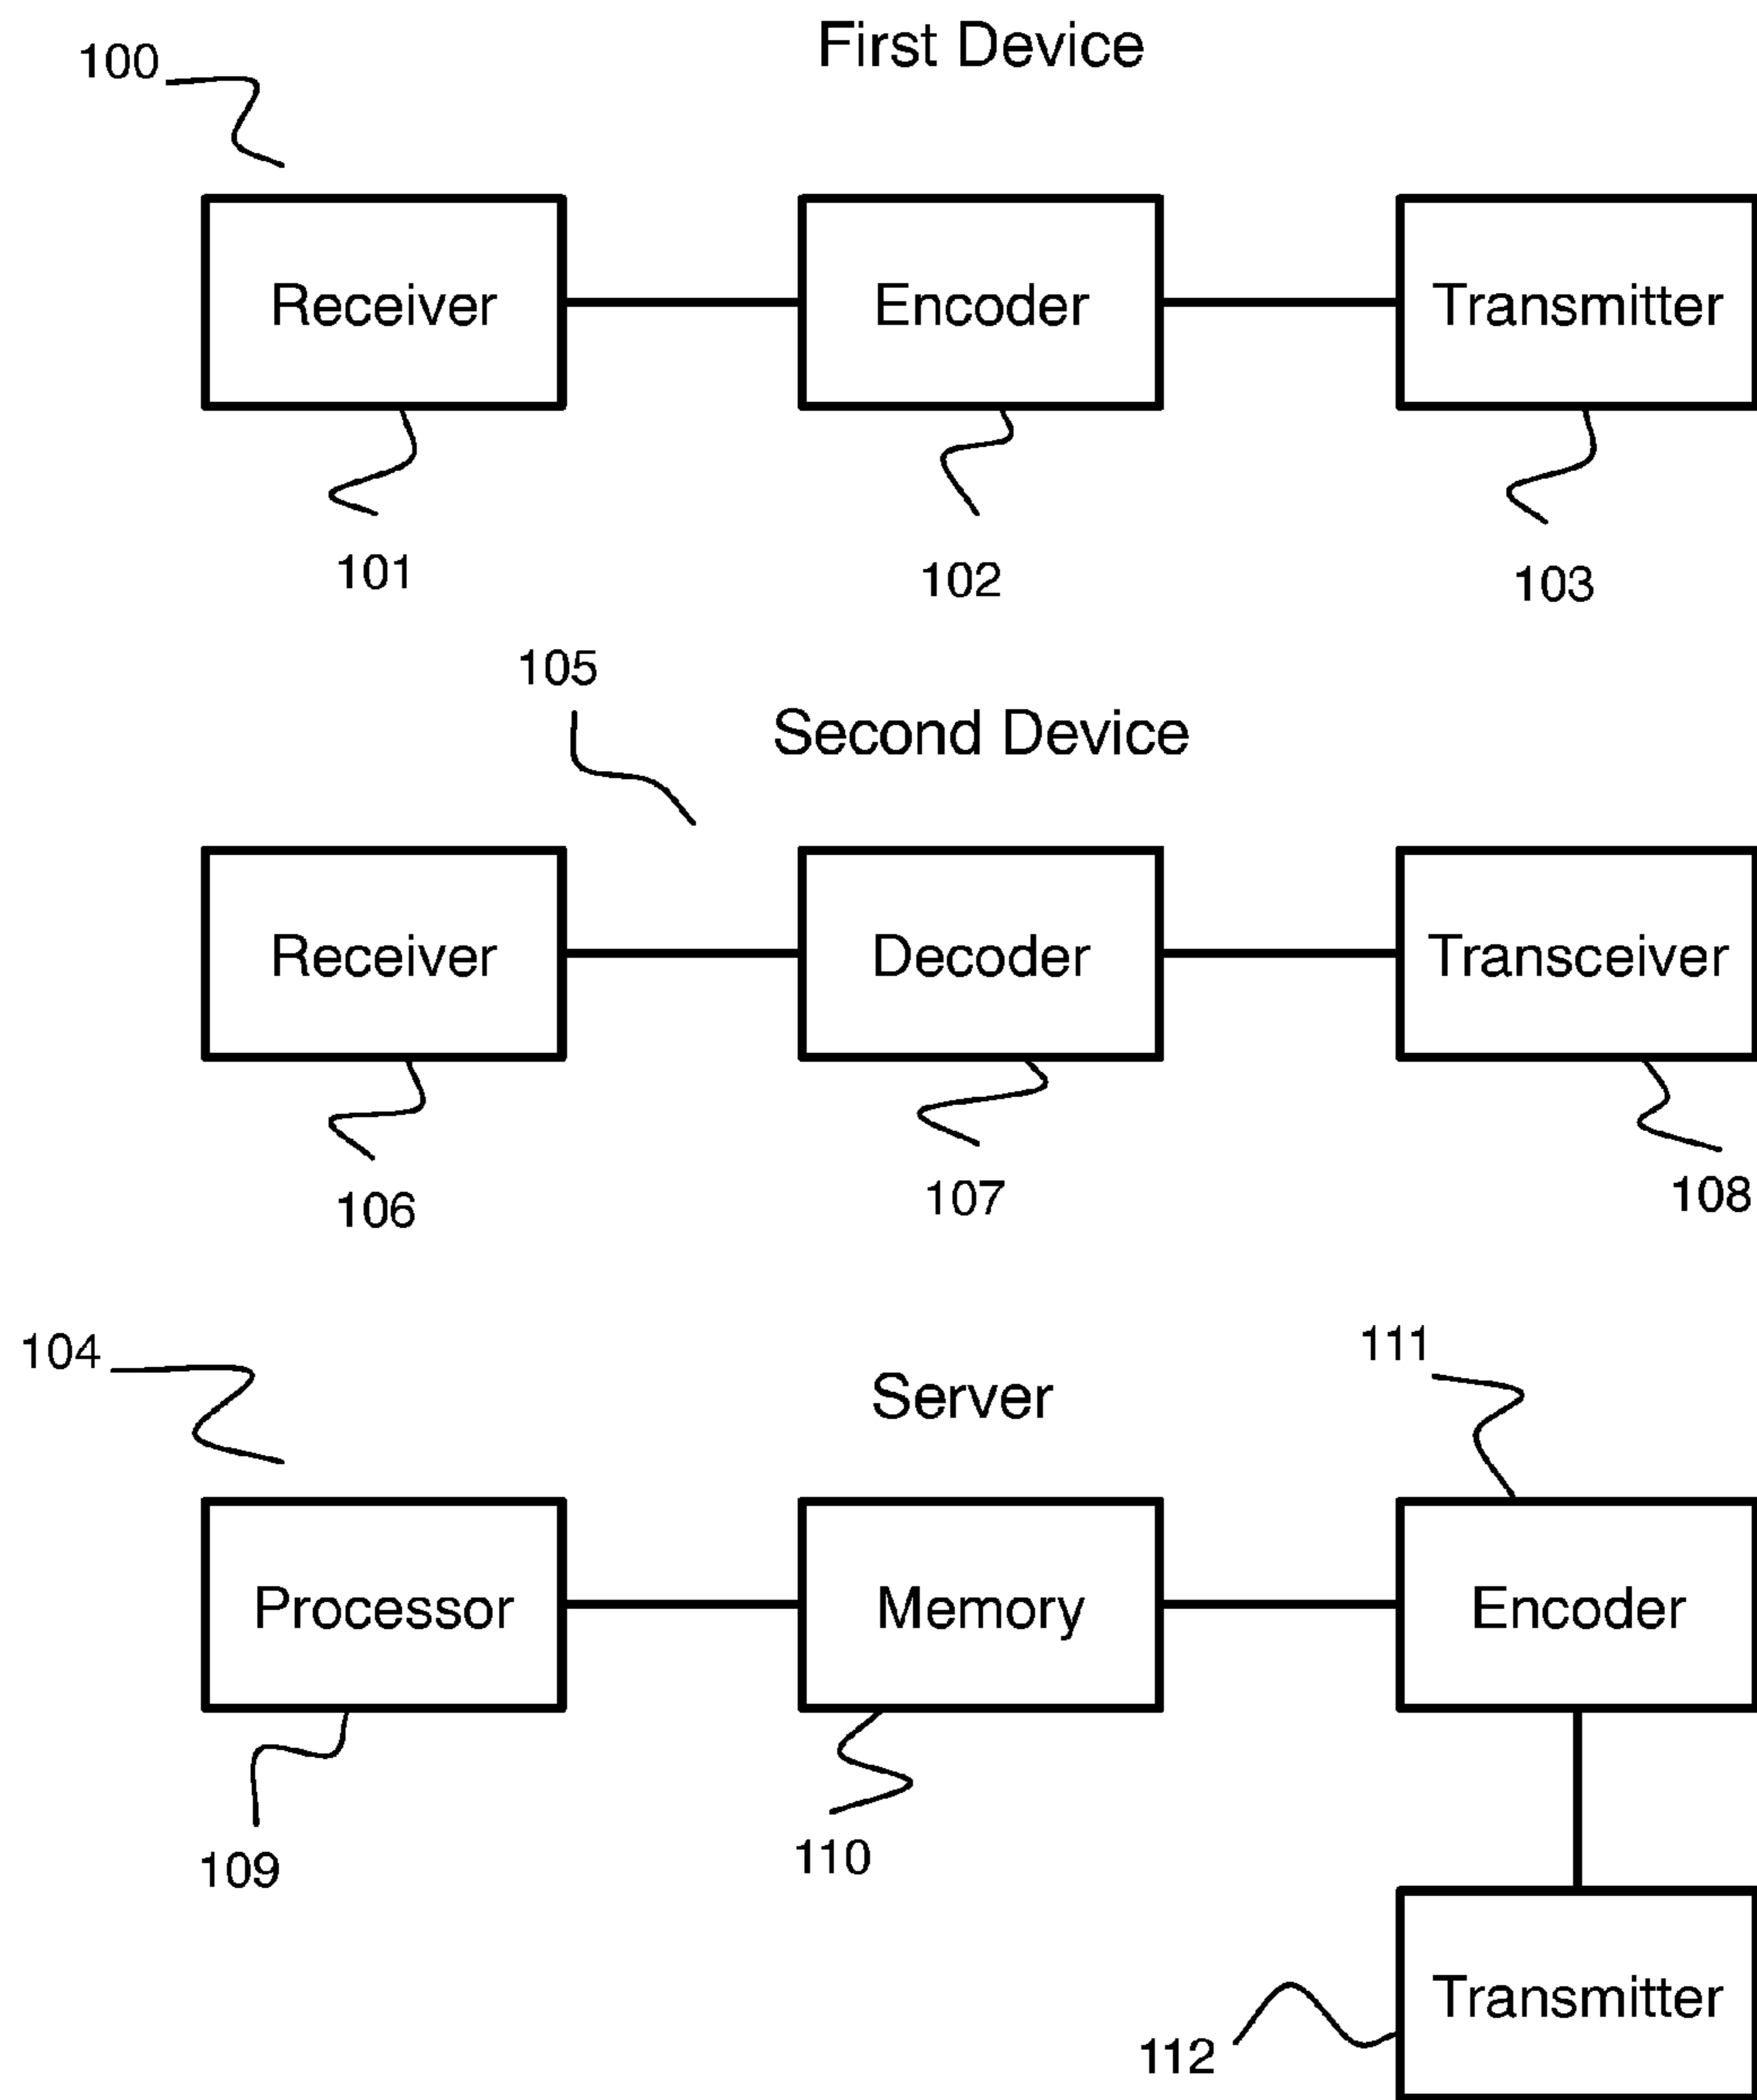 First Device
100
Receiver
Encoder
Transmitter
101
102
103
105
Second Device
Receiver
Decoder
Transceiver
106
107
108
104
111
Server
Processor
Memory
Encoder
109
110
Transmitter
112